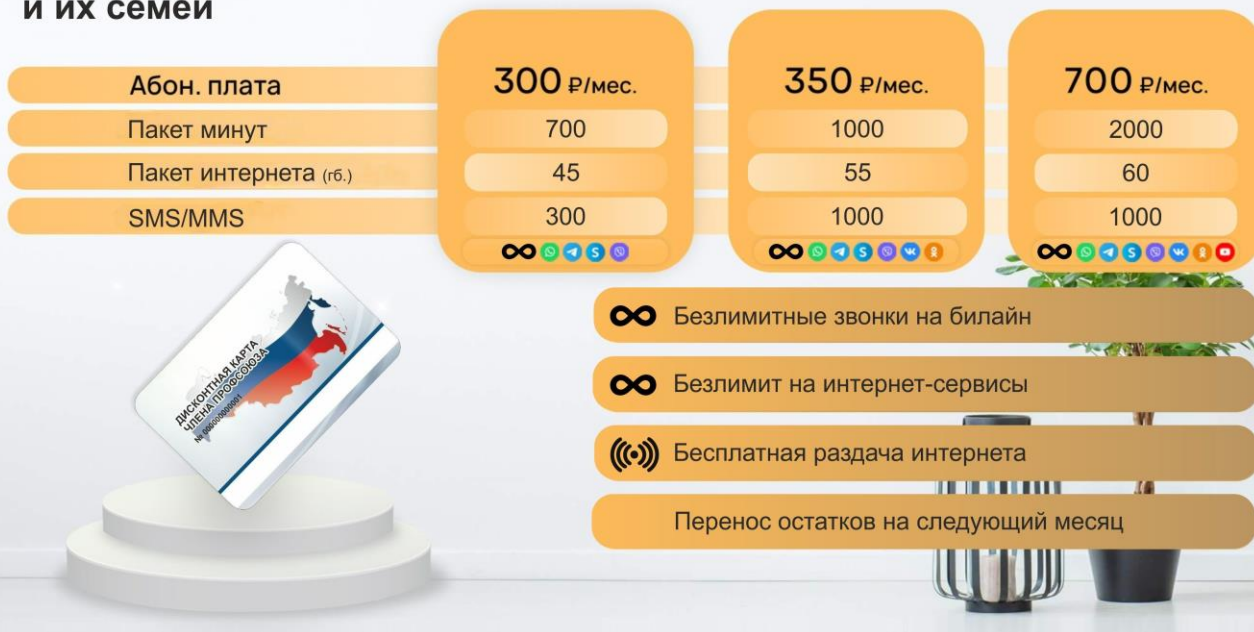 и их семей
Абон. плата 300 ₽/мес. 350 ₽/мес. 700 ₽/мес.
Пакет минут 700 1000 2000
Пакет интернета (гб.) 45 55 60
SMS/MMS 300 1000 1000
Безлимитные звонки на билайн
Безлимит на интернет-сервисы
Бесплатная раздача интернета
Перенос остатков на следующий месяц
ДИСКОНТНАЯ КАРТА
ЧЛЕНА ПРОФСОЮЗА